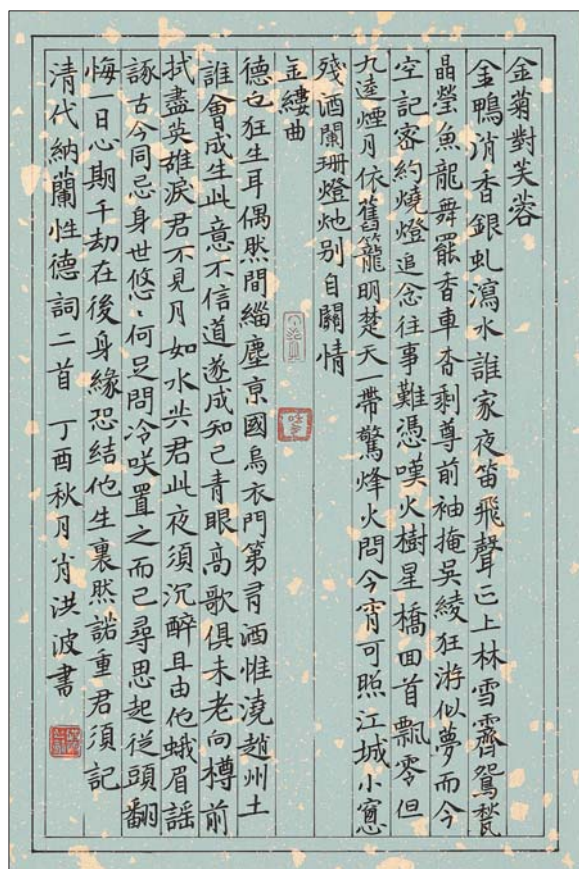 金菊對芙蓉
金鴨消香銀虬瀉水誰家夜笛飛聲正上林雪霽鴛甃
晶瑩魚龍舞罷香車杳剩尊前袖掩吳綾狂游似夢而今
空記密約燒燈追念往事難憑嘆火樹星橋回首飄零但
九逵煙月依舊籠明楚天一帶驚烽火問今宵可照江城小窓
殘酒闌珊燈灺别自關情
金縷曲
德也狂生耳偶然間緇塵京國烏衣門第有酒惟澆趙州土
誰會成生此意不信道遂成知己青眼高歌俱未老向樽前
拭盡英雄淚君不見月如水共君此夜須沉醉且由他蛾眉謡
諑古今同忌身世悠〻何足問冷咲置之而已尋思起從頭翻
悔一日心期千劫在後身緣恐結他生裏然諾重君須記
清代納蘭性德詞二首 丁酉秋月肖洪波書